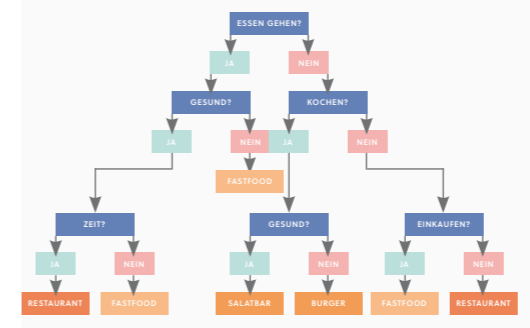 ESSEN GEHEN?
JA
NEIN
GESUND?
KOCHEN?
JA
NEIN
JA
NEIN
FASTFOOD
ZEIT?
GESUND?
EINKAUFEN?
JA
NEIN
JA
NEIN
JA
NEIN
RESTAURANT
FASTFOOD
SALATBAR
BURGER
FASTFOOD
RESTAURANT